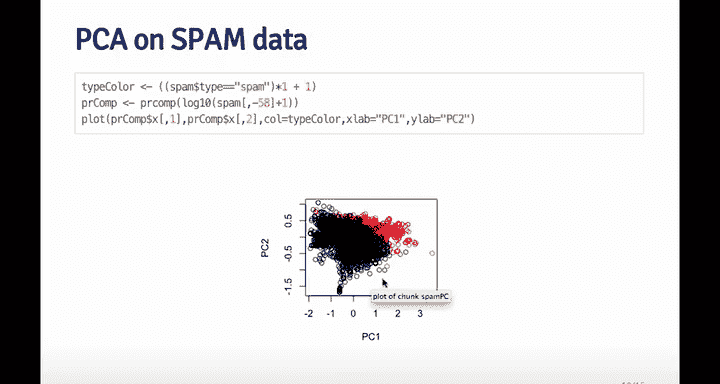 PCA on SPAM data
typeColor <- ((spam$type=="spam")*1 + 1)
prComp <- prcomp(log10(spam[,-58]+1))
plot(prComp$x[,1],prComp$x[,2],col=typeColor,xlab="PC1",ylab="PC2")
PC2
0.5
-0.5
-1.5
plot of chunk spamPC
-2 -1 0 1 2 3
PC1